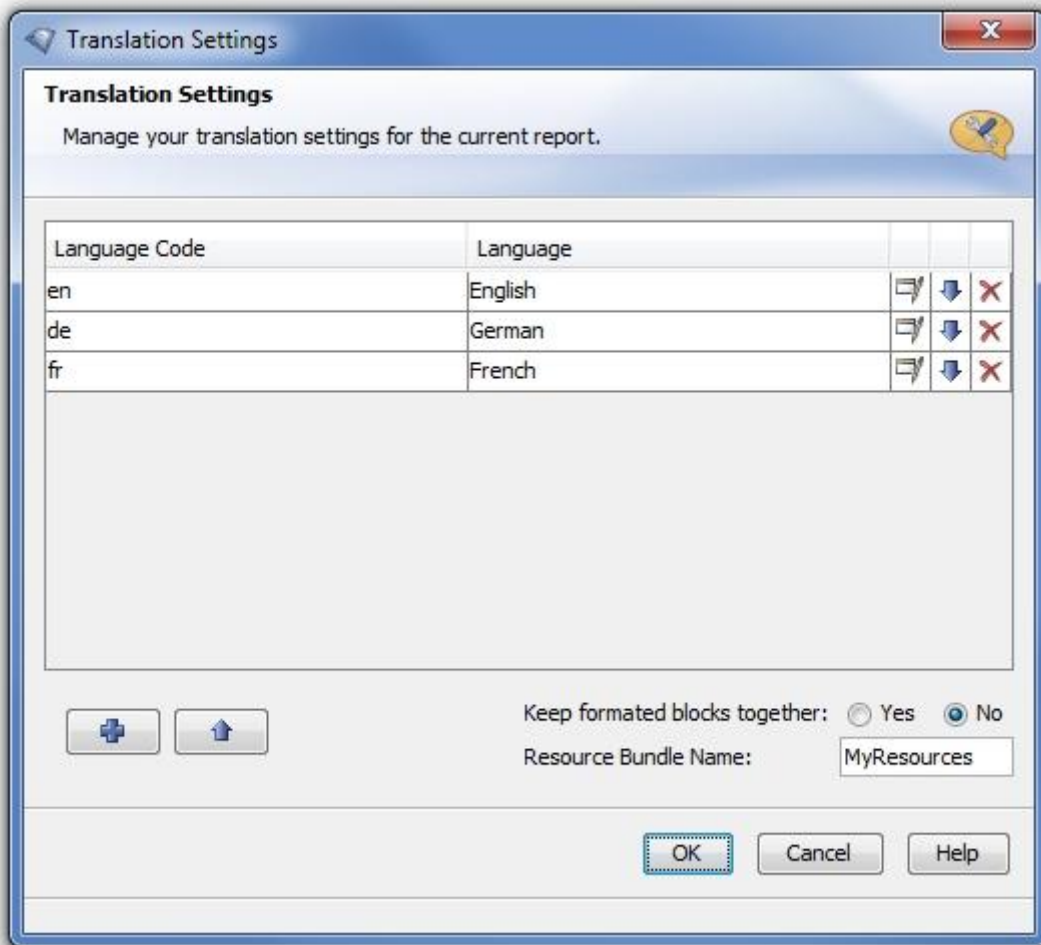 Translation Settings
Translation Settings
Manage your translation settings for the current report.
Language Code Language
en English
de German
fr French
Keep formated blocks together: Yes No
Resource Bundle Name: MyResources
OK Cancel Help